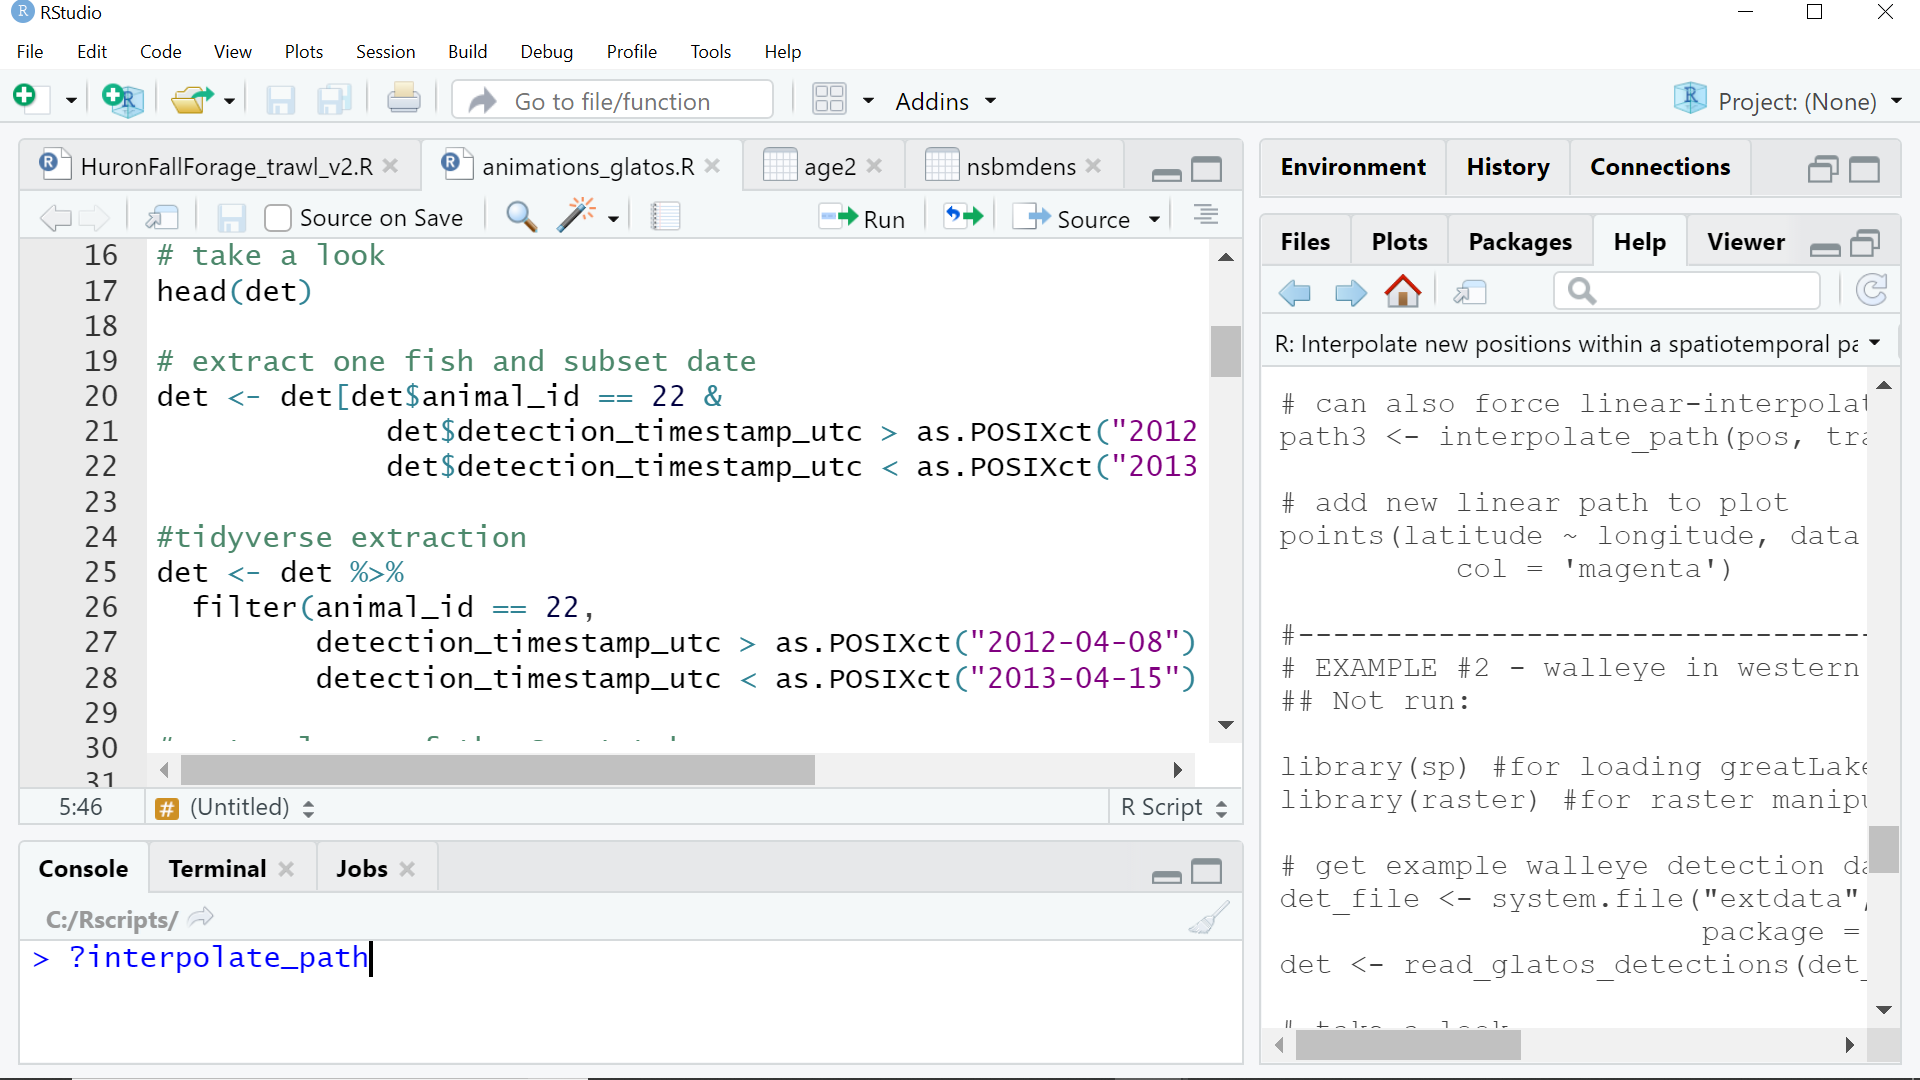 RStudio
File Edit Code View Plots Session Build Debug Profile Tools Help
Go to file/function Addins Project: (None)
HuronFallForage_trawl_v2.R animations_glatos.R age2 nsbmdens
Source on Save Run Source
16 # take a look
17 head(det)
18
19 # extract one fish and subset date
20 det <- det[det$animal_id == 22 &
21 det$detection_timestamp_utc > as.POSIXct("2012
22 det$detection_timestamp_utc < as.POSIXct("2013
23
24 #tidyverse extraction
25 det <- det %>%
26 filter(animal_id == 22,
27 detection_timestamp_utc > as.POSIXct("2012-04-08")
28 detection_timestamp_utc < as.POSIXct("2013-04-15")
29
30
31
5:46 # (Untitled) R Script
Console Terminal Jobs
C:/Rscripts/
> ?interpolate_path
Environment History Connections
Files Plots Packages Help Viewer
R: Interpolate new positions within a spatiotemporal pa
# can also force linear-interpolat
path3 <- interpolate_path(pos, tra
# add new linear path to plot
points(latitude ~ longitude, data
col = 'magenta')
#---------------------------------
# EXAMPLE #2 - walleye in western
## Not run:
library(sp) #for loading greatLake
library(raster) #for raster manipu
# get example walleye detection da
det_file <- system.file("extdata",
package =
det <- read_glatos_detections(det_
# take a look